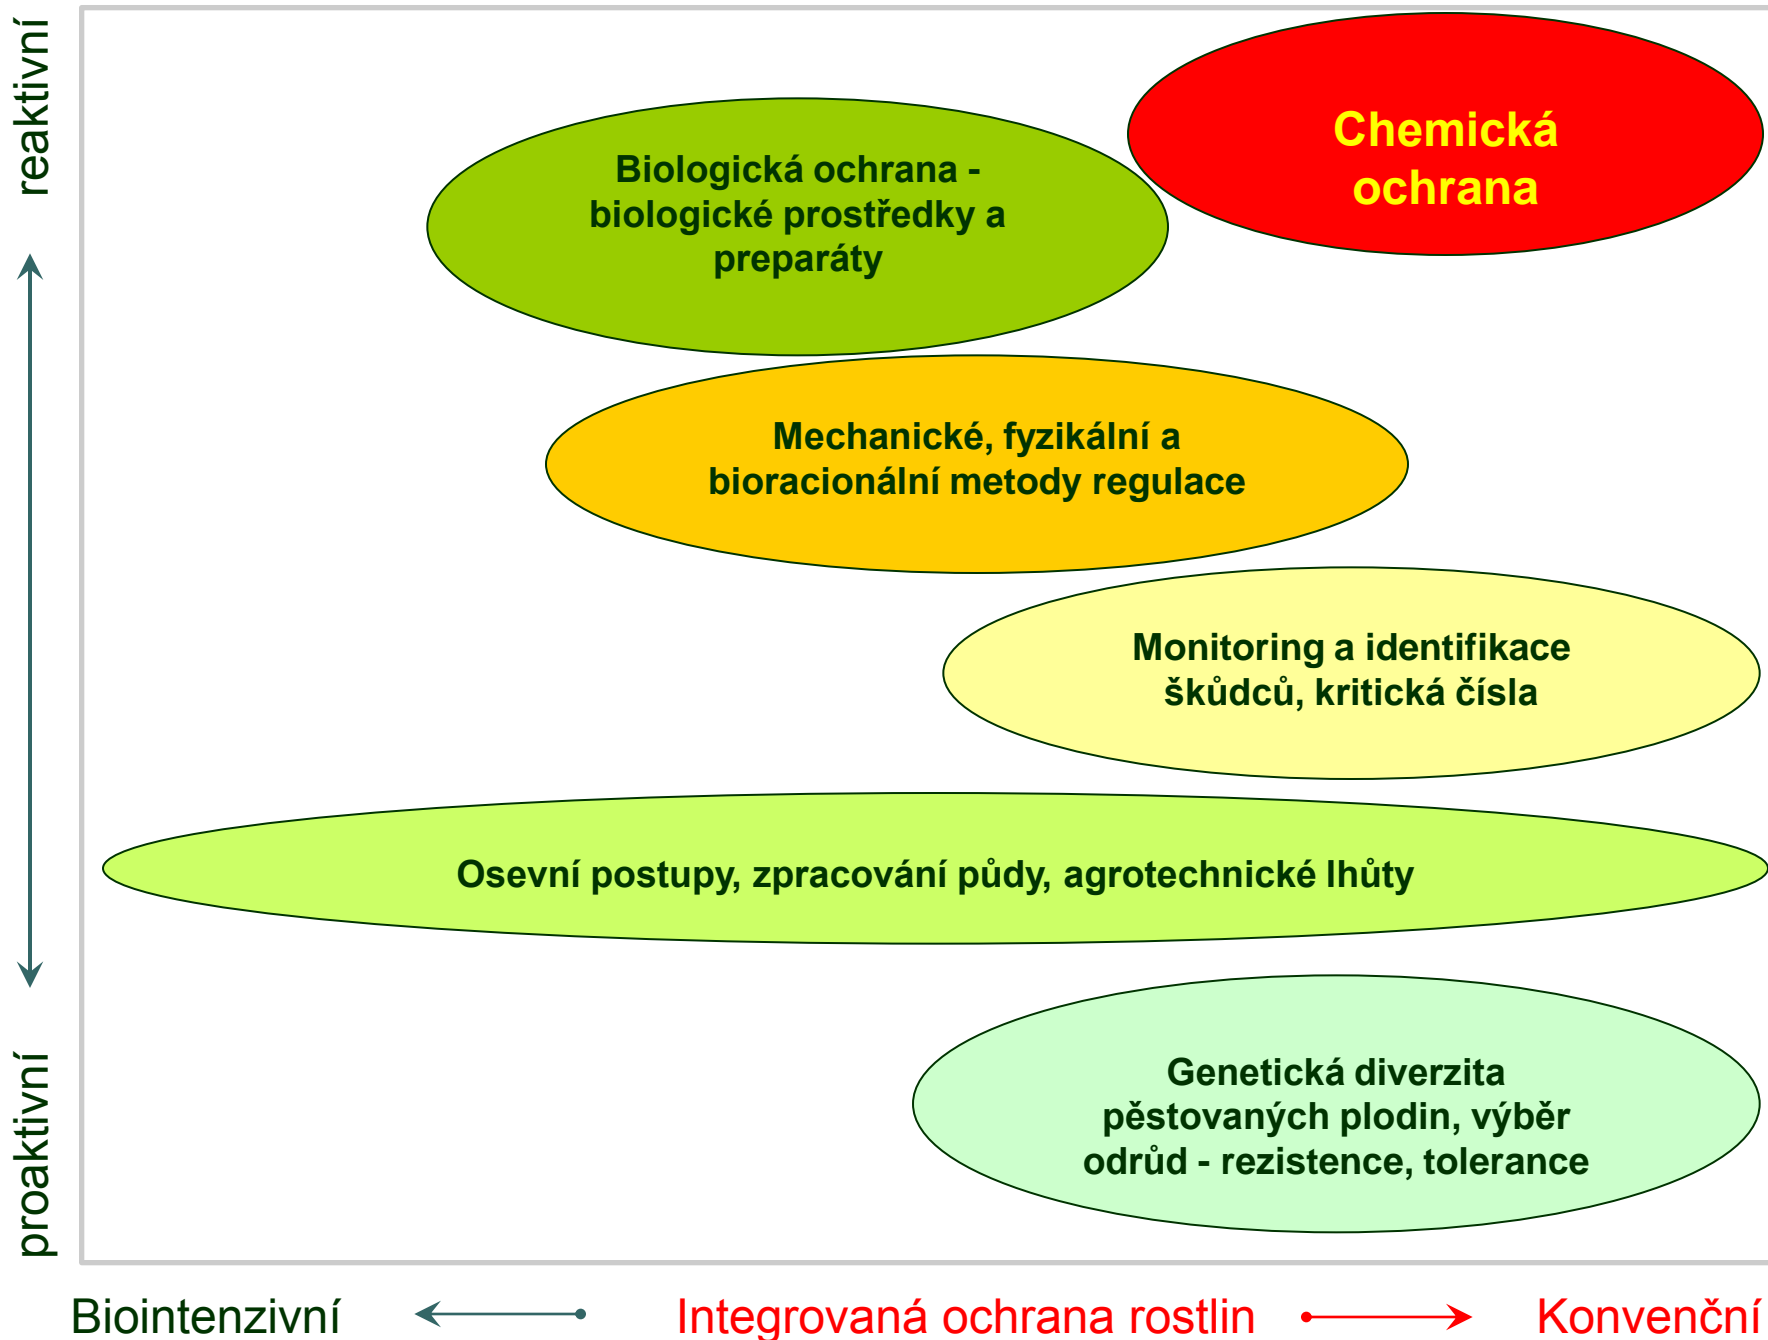 reaktivní
Chemická
ochrana
Biologická ochrana -
biologické prostředky a
preparáty
Mechanické, fyzikální a
bioracionální metody regulace
Monitoring a identifikace
škůdců, kritická čísla
Osevní postupy, zpracování půdy, agrotechnické lhůty
Genetická diverzita
pěstovaných plodin, výběr
odrůd - rezistence, tolerance
proaktivní
Biointenzivní Integrovaná ochrana rostlin Konvenční